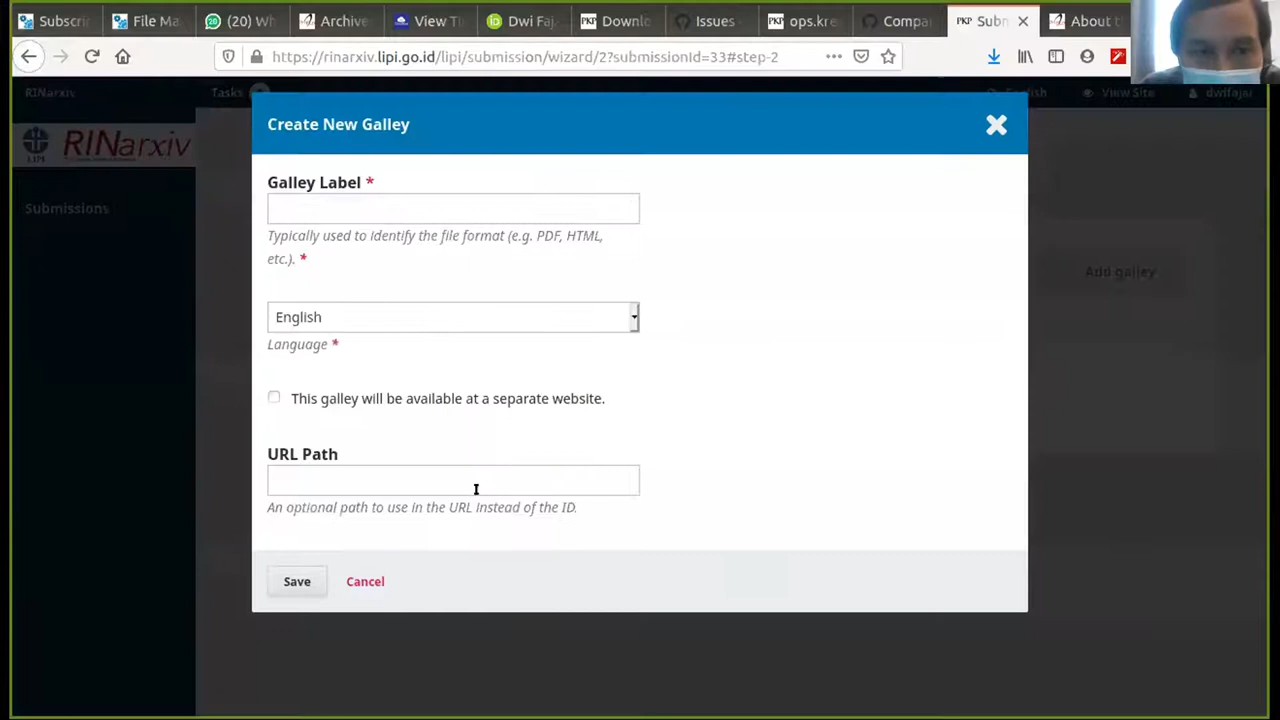 Subscri
File Ma
(20) Wh
Archive
View Ti
Dwi Faj
Downlo
Issues
ops.kre
Compa
Subn
About t
https://rinarxiv.lipi.go.id/lipi/submission/wizard/2?submissionId=33#step-2
RINarxiv
Tasks
English
View Site
dwifajar
LIPI RINarxiv
Submissions
Create New Galley
Galley Label *
Typically used to identify the file format (e.g. PDF, HTML,
etc.). *
Add galley
English
Language *
This galley will be available at a separate website.
URL Path
An optional path to use in the URL instead of the ID.
Save
Cancel